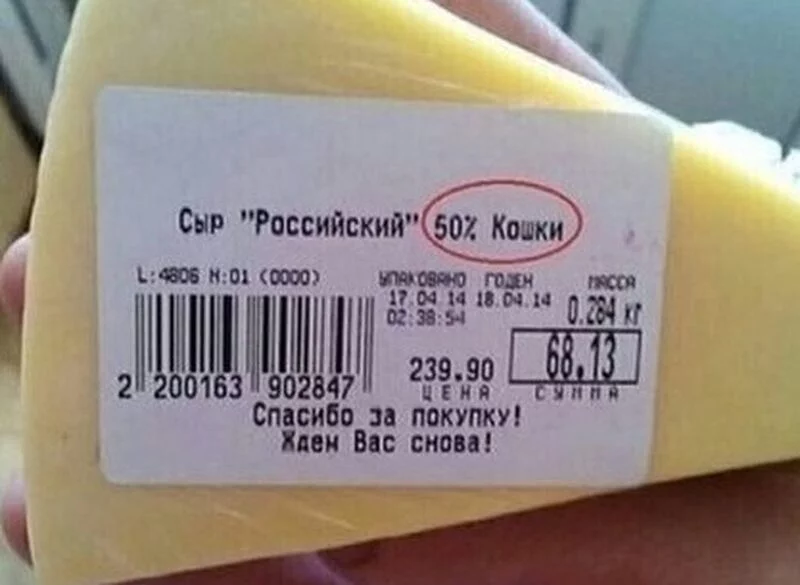 Сыр "Российский" 50% Кошки
L:4806 N:01 (0000)
УПАКОВАНО ГОДЕН МАССА
17.04.14 18.04.14 0.284 кг
02:38:54
239.90 68.13
ЦЕНА СУММА
2 200163 902847
Спасибо за покупку!
Ждем Вас снова!